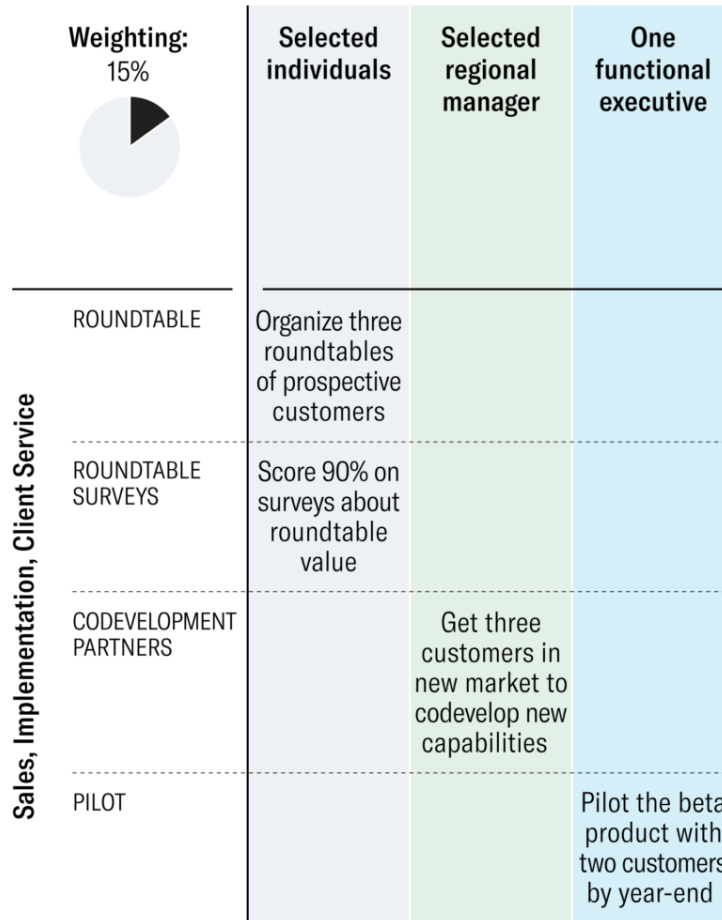 Weighting:
15%
Selected
individuals
Selected
regional
manager
One
functional
executive
Sales, Implementation, Client Service
ROUNDTABLE
Organize three
roundtables
of prospective
customers
ROUNDTABLE
SURVEYS
Score 90% on
surveys about
roundtable
value
CODEVELOPMENT
PARTNERS
Get three
customers in
new market to
codevelop new
capabilities
PILOT
Pilot the beta
product with
two customers
by year-end